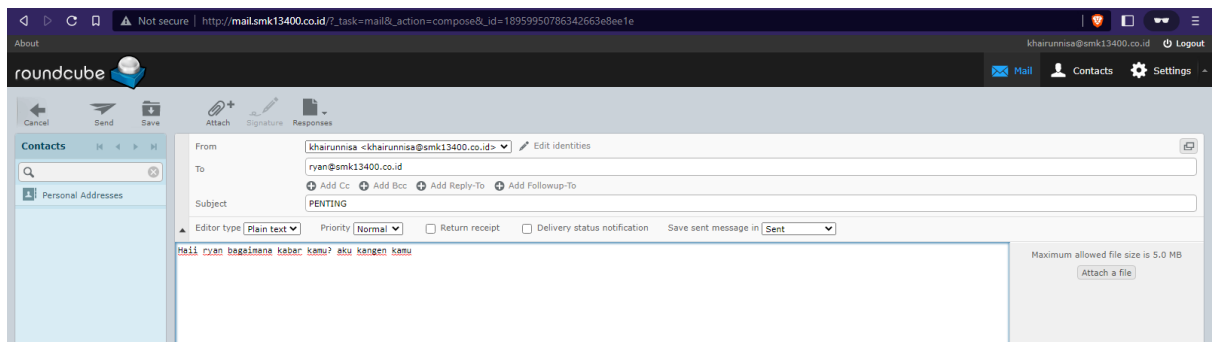 Not secure | http://mail.smk13400.co.id/?_task=mail&_action=compose&_id=18959950786342663e8ee1e
About khairunnisa@smk13400.co.id Logout
roundcube Mail Contacts Settings
Cancel Send Save Attach Signature Responses
Contacts
Personal Addresses
From khairunnisa <khairunnisa@smk13400.co.id> Edit identities
To ryan@smk13400.co.id
Add Cc Add Bcc Add Reply-To Add Followup-To
Subject PENTING
Editor type Plain text Priority Normal Return receipt Delivery status notification Save sent message in Sent
Haii ryan bagaimana kabar kamu? aku kangen kamu
Maximum allowed file size is 5.0 MB
Attach a file